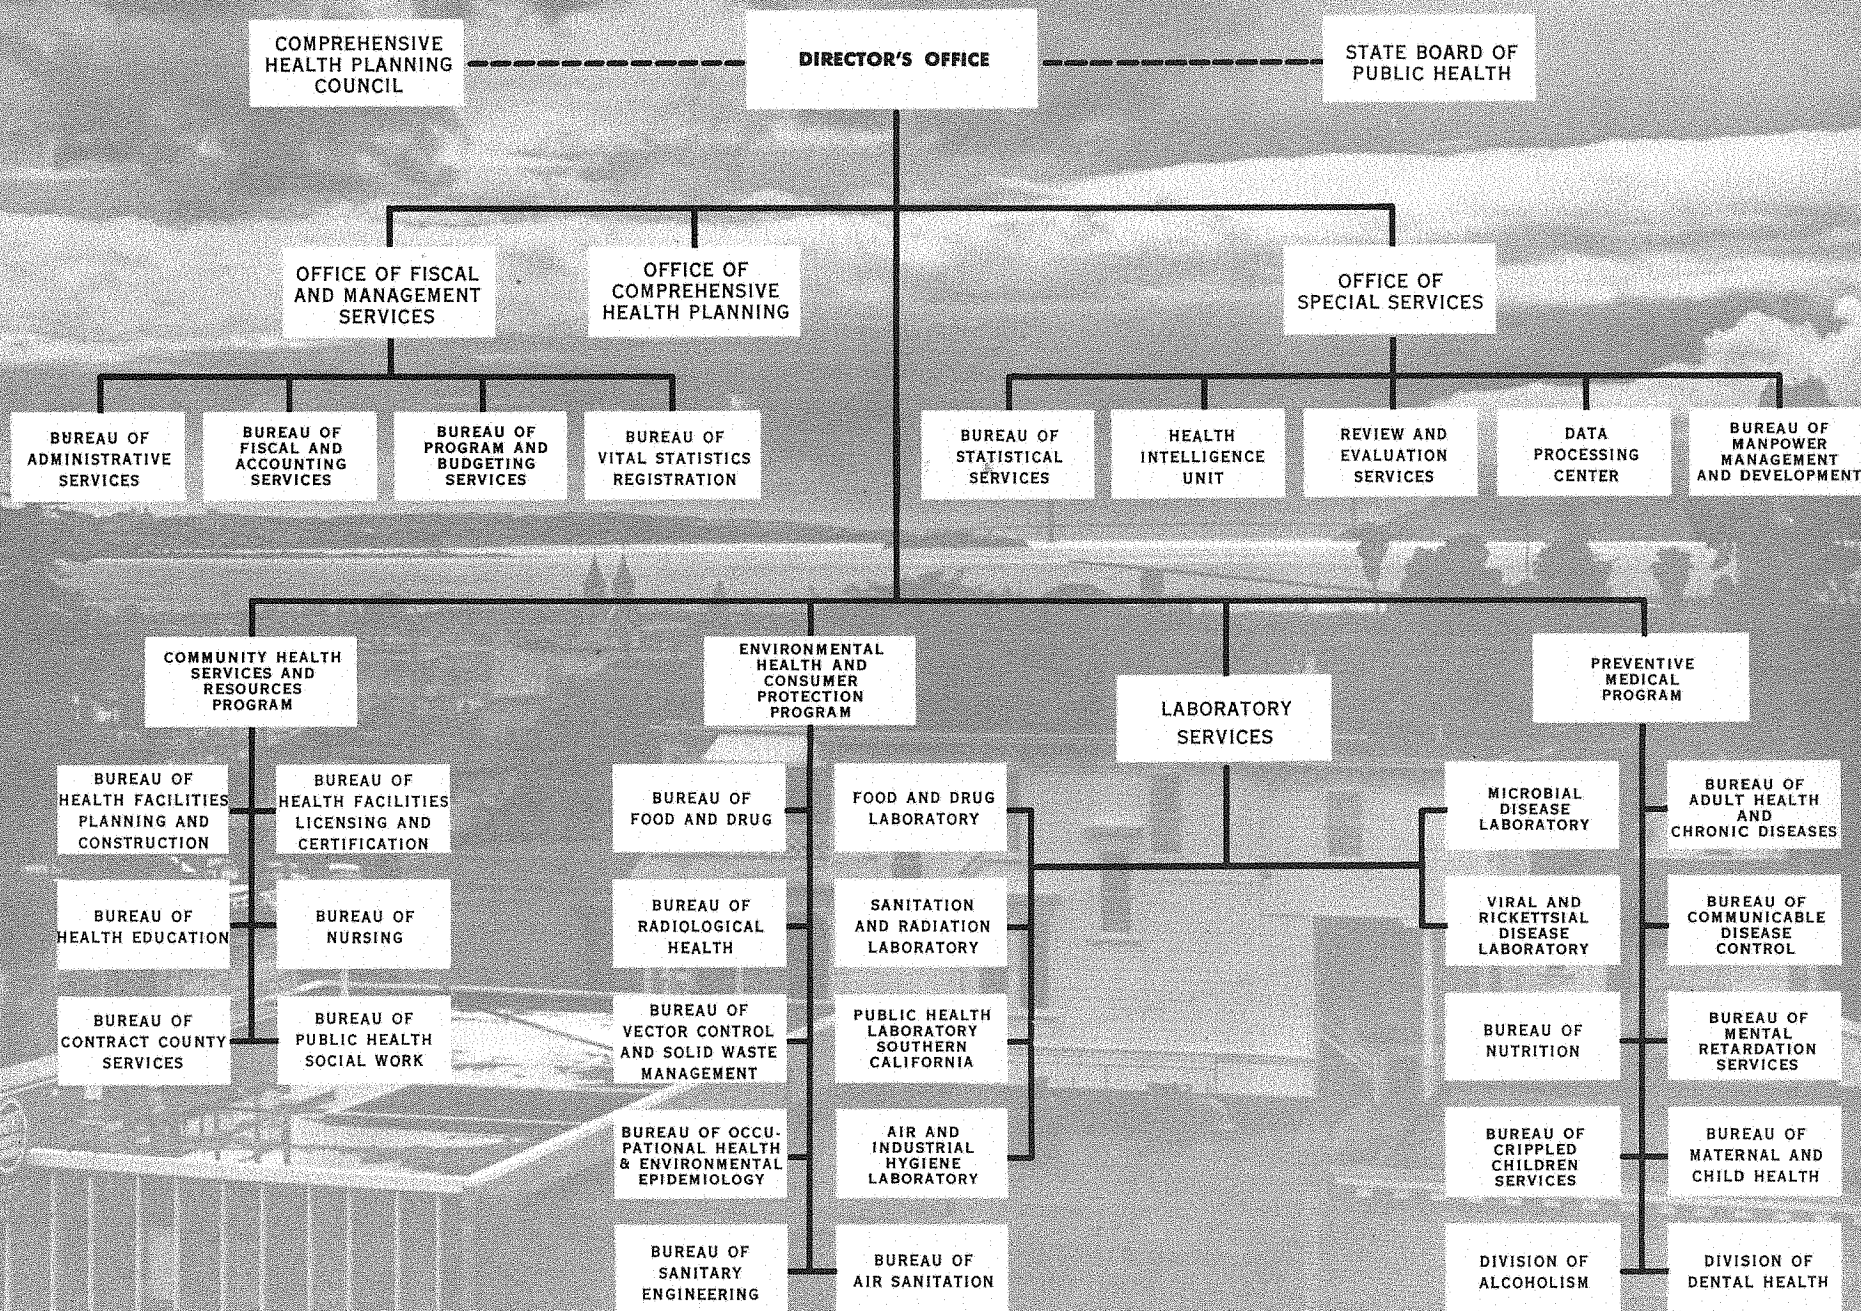 COMPREHENSIVE
HEALTH PLANNING
COUNCIL
DIRECTOR'S OFFICE
STATE BOARD OF
PUBLIC HEALTH
OFFICE OF FISCAL
AND MANAGEMENT
SERVICES
OFFICE OF
COMPREHENSIVE
HEALTH PLANNING
OFFICE OF
SPECIAL SERVICES
BUREAU OF
ADMINISTRATIVE
SERVICES
BUREAU OF
FISCAL AND
ACCOUNTING
SERVICES
BUREAU OF
PROGRAM AND
BUDGETING
SERVICES
BUREAU OF
VITAL STATISTICS
REGISTRATION
BUREAU OF
STATISTICAL
SERVICES
HEALTH
INTELLIGENCE
UNIT
REVIEW AND
EVALUATION
SERVICES
DATA
PROCESSING
CENTER
BUREAU OF
MANPOWER
MANAGEMENT
AND DEVELOPMENT
COMMUNITY HEALTH
SERVICES AND
RESOURCES
PROGRAM
ENVIRONMENTAL
HEALTH AND
CONSUMER
PROTECTION
PROGRAM
LABORATORY
SERVICES
PREVENTIVE
MEDICAL
PROGRAM
BUREAU OF
HEALTH FACILITIES
PLANNING AND
CONSTRUCTION
BUREAU OF
HEALTH FACILITIES
LICENSING AND
CERTIFICATION
BUREAU OF
FOOD AND DRUG
FOOD AND DRUG
LABORATORY
MICROBIAL
DISEASE
LABORATORY
BUREAU OF
ADULT HEALTH
AND
CHRONIC DISEASES
BUREAU OF
HEALTH EDUCATION
BUREAU OF
NURSING
BUREAU OF
RADIOLOGICAL
HEALTH
SANITATION
AND RADIATION
LABORATORY
VIRAL AND
RICKETTSIAL
DISEASE
LABORATORY
BUREAU OF
COMMUNICABLE
DISEASE
CONTROL
BUREAU OF
CONTRACT COUNTY
SERVICES
BUREAU OF
PUBLIC HEALTH
SOCIAL WORK
BUREAU OF
VECTOR CONTROL
AND SOLID WASTE
MANAGEMENT
PUBLIC HEALTH
LABORATORY
SOUTHERN
CALIFORNIA
BUREAU OF
NUTRITION
BUREAU OF
MENTAL
RETARDATION
SERVICES
BUREAU OF OCCU-
PATIONAL HEALTH
& ENVIRONMENTAL
EPIDEMIOLOGY
AIR AND
INDUSTRIAL
HYGIENE
LABORATORY
BUREAU OF
CRIPPLED
CHILDREN
SERVICES
BUREAU OF
MATERNAL AND
CHILD HEALTH
BUREAU OF
SANITARY
ENGINEERING
BUREAU OF
AIR SANITATION
DIVISION OF
ALCOHOLISM
DIVISION OF
DENTAL HEALTH